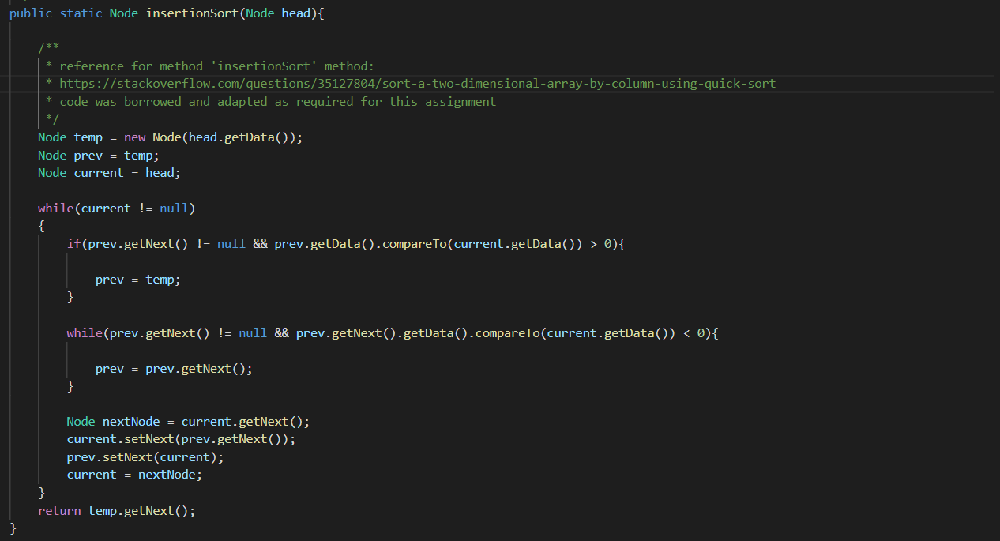 public static Node insertionSort(Node head){
/**
* reference for method 'insertionSort' method:
* https://stackoverflow.com/questions/35127804/sort-a-two-dimensional-array-by-column-using-quick-sort
* code was borrowed and adapted as required for this assignment
*/
Node temp = new Node(head.getData());
Node prev = temp;
Node current = head;
while(current != null)
{
if(prev.getNext() != null && prev.getData().compareTo(current.getData()) > 0){
prev = temp;
}
while(prev.getNext() != null && prev.getNext().getData().compareTo(current.getData()) < 0){
prev = prev.getNext();
}
Node nextNode = current.getNext();
current.setNext(prev.getNext());
prev.setNext(current);
current = nextNode;
}
return temp.getNext();
}